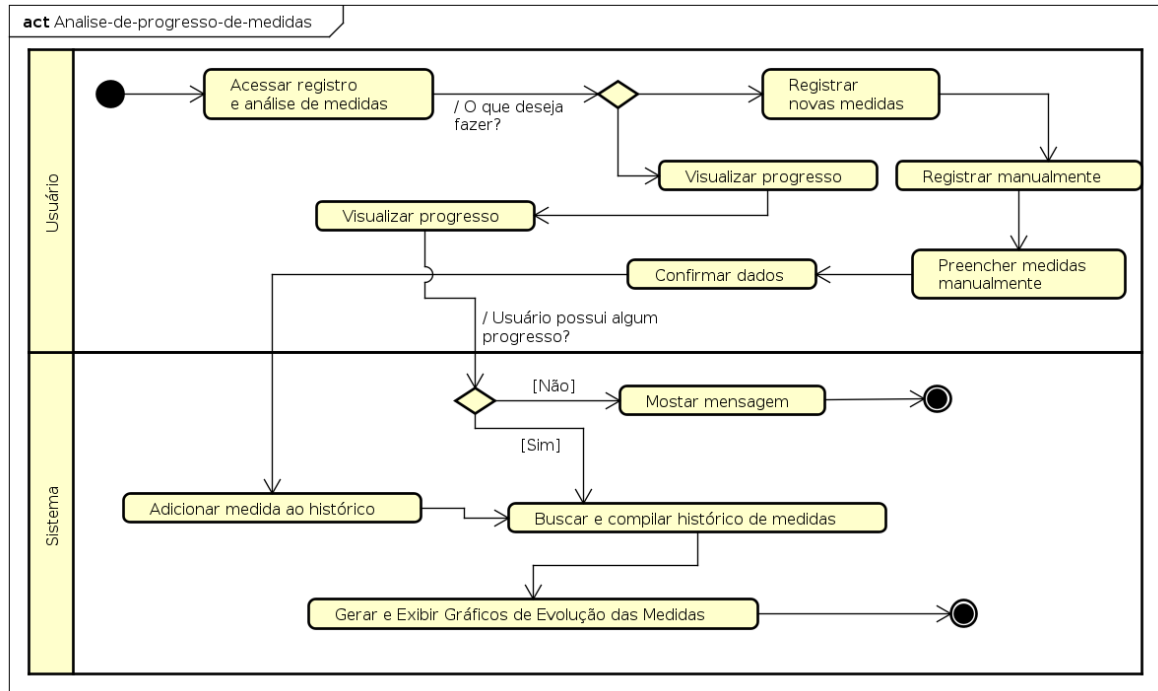 act Analise-de-progresso-de-medidas
Usuário
Acessar registro
e análise de medidas
/ O que deseja
fazer?
Registrar
novas medidas
Visualizar progresso
Registrar manualmente
Visualizar progresso
Preencher medidas
manualmente
Confirmar dados
/ Usuário possui algum
progresso?
Sistema
[Não]
Mostar mensagem
[Sim]
Adicionar medida ao histórico
Buscar e compilar histórico de medidas
Gerar e Exibir Gráficos de Evolução das Medidas